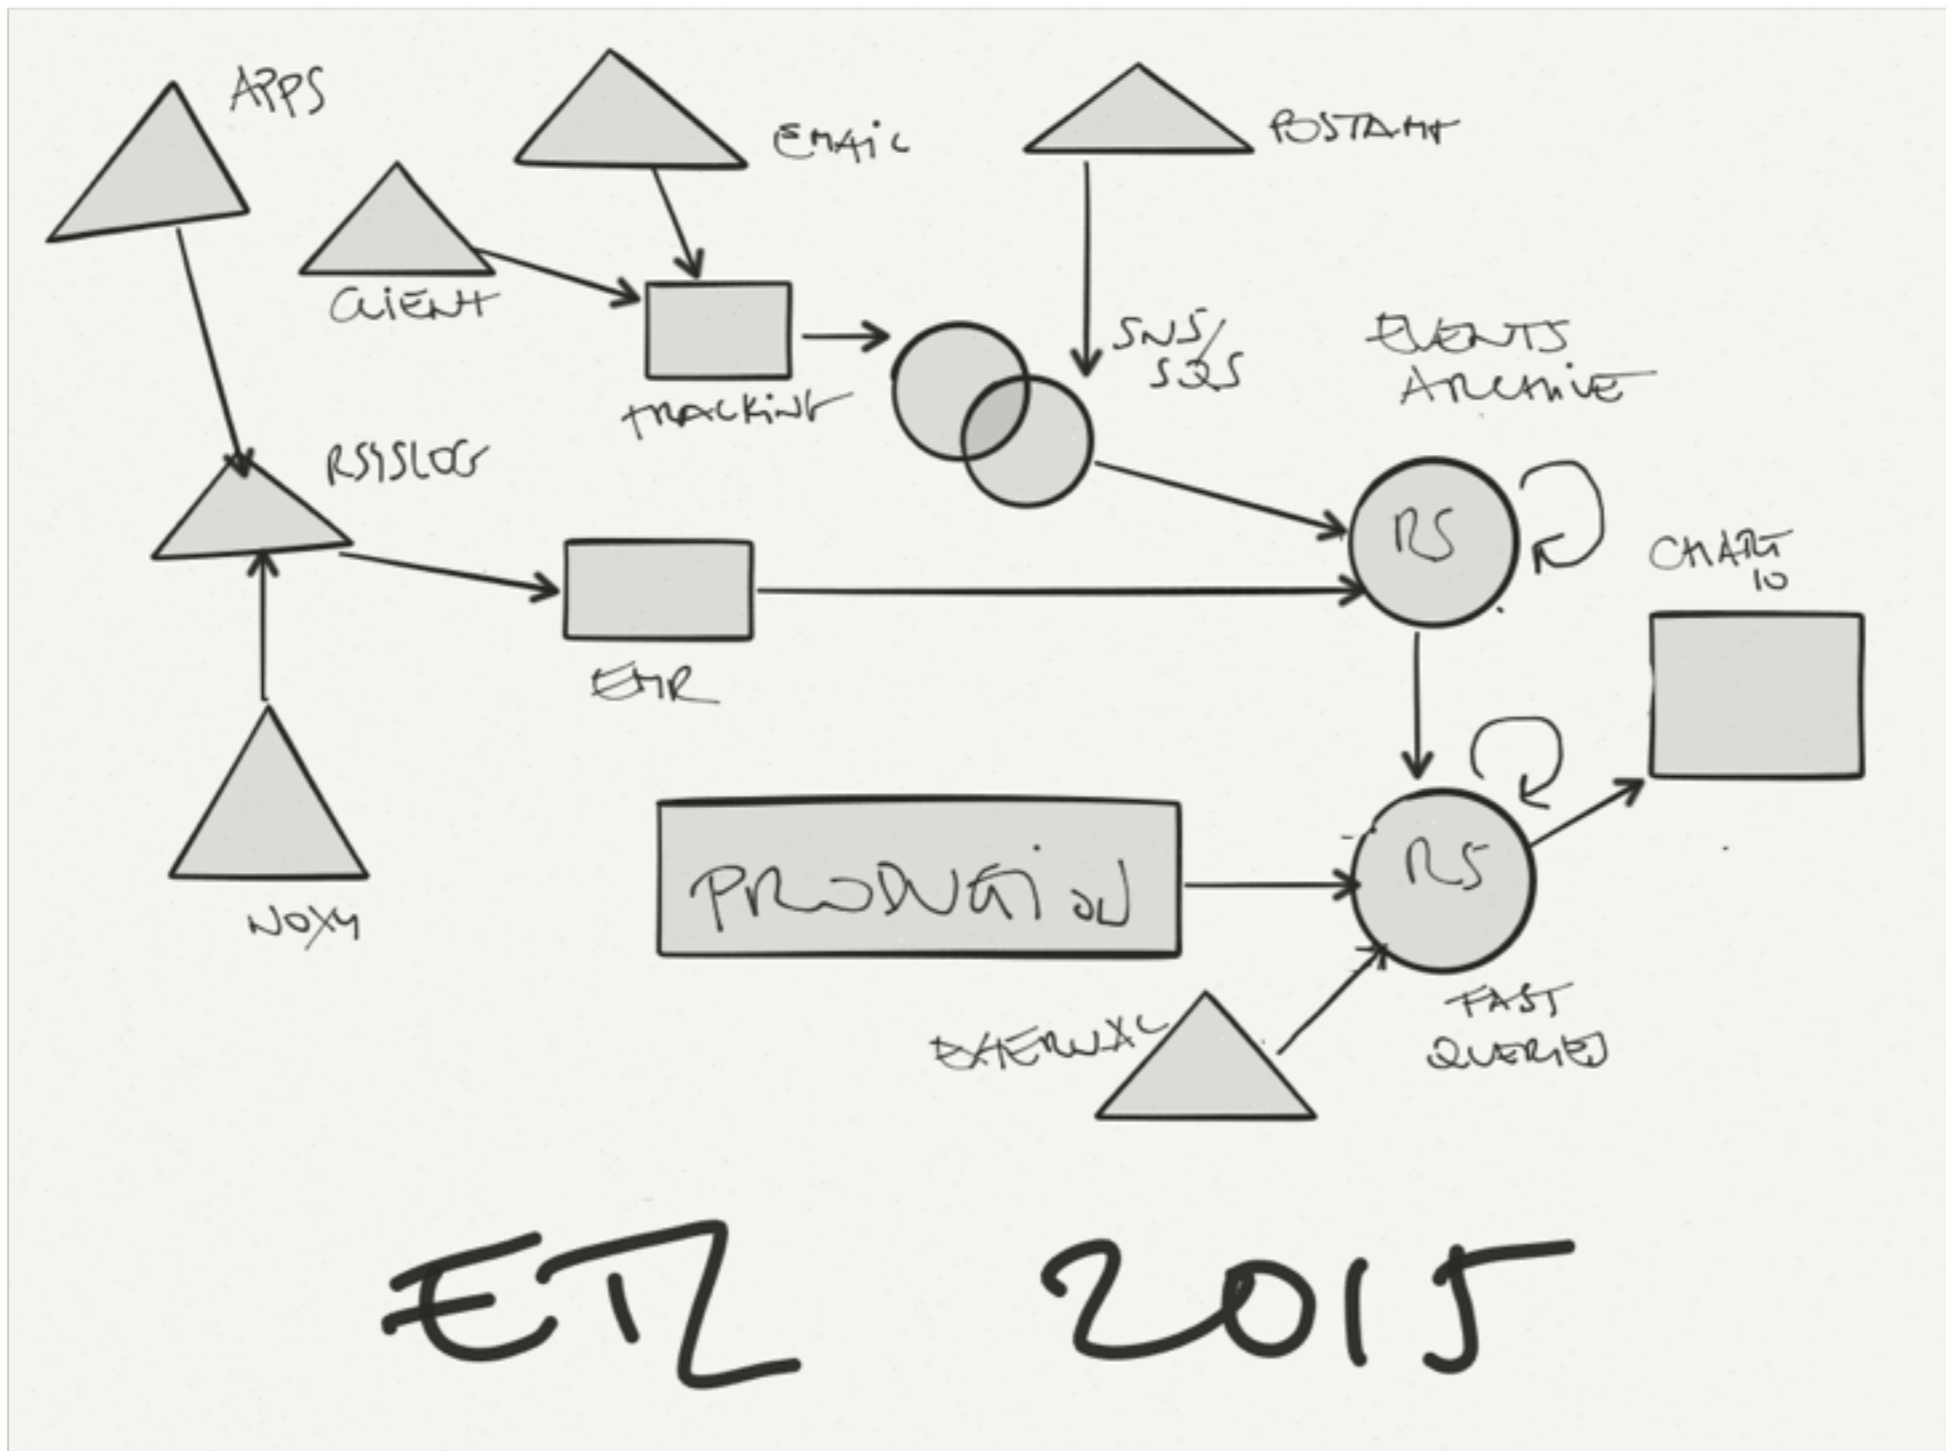 APPS
EMAIL
POSTAMT
CLIENT
TRACKING
SNS/
SQS
EVENTS
ARCHIVE
RSYSLOG
RS
CHART
IO
EMR
NOXY
PRODUCTION
RS
EXTERNAL
FAST
QUERIES
ETL 2015